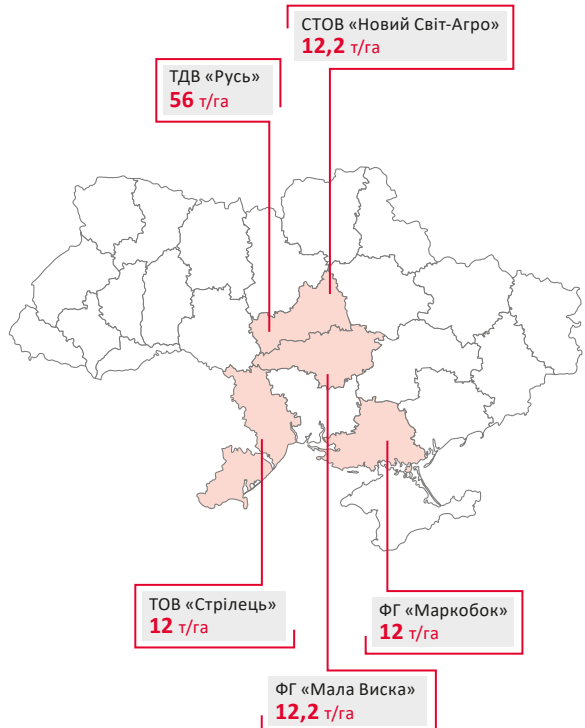 СТОВ «Новий Світ-Агро»
12,2 т/га
ТДВ «Русь»
56 т/га
ТОВ «Стрілець»
12 т/га
ФГ «Маркобок»
12 т/га
ФГ «Мала Виска»
12,2 т/га